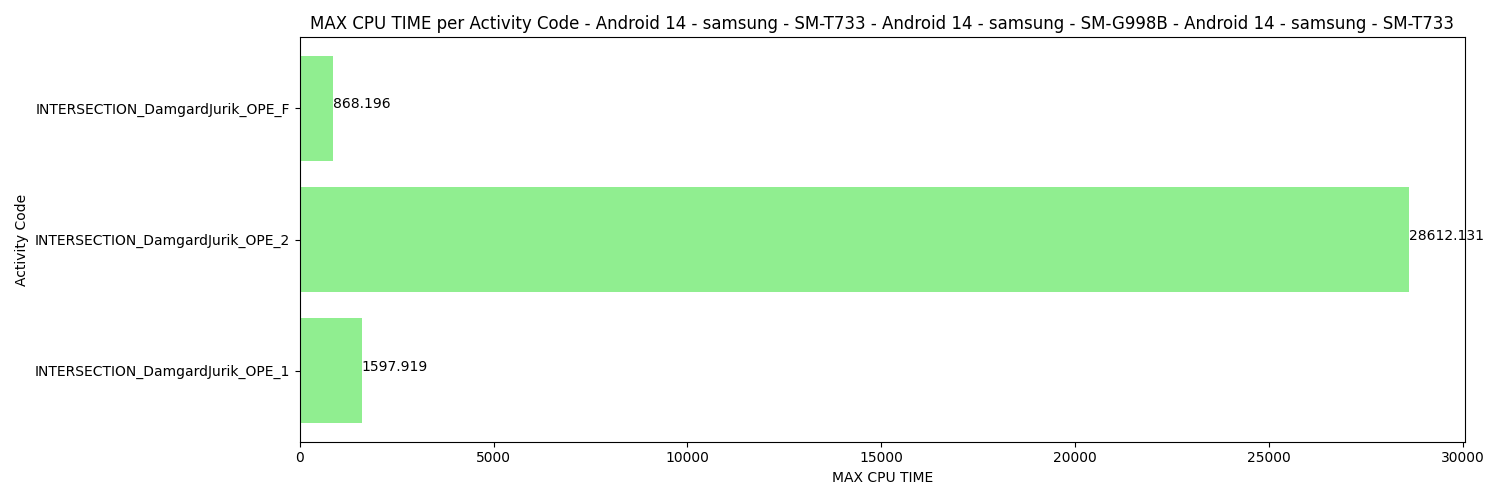 MAX CPU TIME per Activity Code - Android 14 - samsung - SM-T733 - Android 14 - samsung - SM-G998B - Android 14 - samsung - SM-T733
Activity Code
INTERSECTION_DamgardJurik_OPE_F
868.196
INTERSECTION_DamgardJurik_OPE_2
28612.131
INTERSECTION_DamgardJurik_OPE_1
1597.919
0 5000 10000 15000 20000 25000 30000
MAX CPU TIME